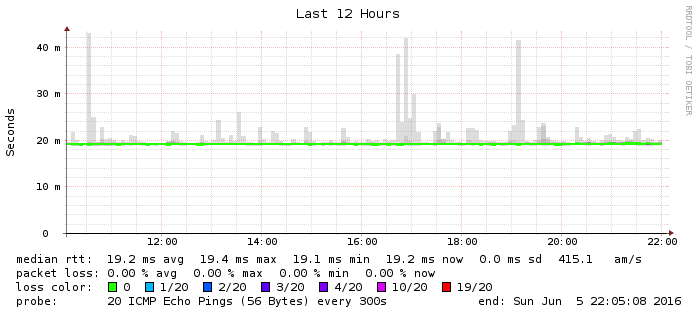 Last 12 Hours
RRDTOOL / TOBI OETIKER
Seconds
40 m
30 m
20 m
10 m
0
12:00 14:00 16:00 18:00 20:00 22:00
median rtt: 19.2 ms avg 19.4 ms max 19.1 ms min 19.2 ms now 0.0 ms sd 415.1 am/s
packet loss: 0.00 % avg 0.00 % max 0.00 % min 0.00 % now
loss color: 0 1/20 2/20 3/20 4/20 10/20 19/20
probe: 20 ICMP Echo Pings (56 Bytes) every 300s end: Sun Jun 5 22:05:08 2016